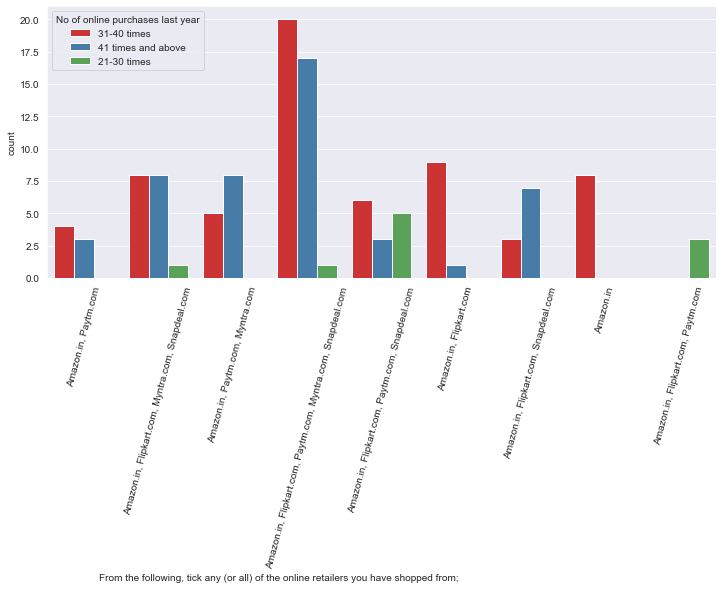 No of online purchases last year
31-40 times
41 times and above
21-30 times
20.0
17.5
15.0
12.5
10.0
7.5
5.0
2.5
0.0
count
Amazon.in, Paytm.com
Amazon.in, Flipkart.com, Myntra.com, Snapdeal.com
Amazon.in, Paytm.com, Myntra.com
Amazon.in, Flipkart.com, Paytm.com, Myntra.com, Snapdeal.com
Amazon.in, Flipkart.com, Paytm.com, Snapdeal.com
Amazon.in, Flipkart.com
Amazon.in, Flipkart.com, Snapdeal.com
Amazon.in
Amazon.in, Flipkart.com, Paytm.com
From the following, tick any (or all) of the online retailers you have shopped from;